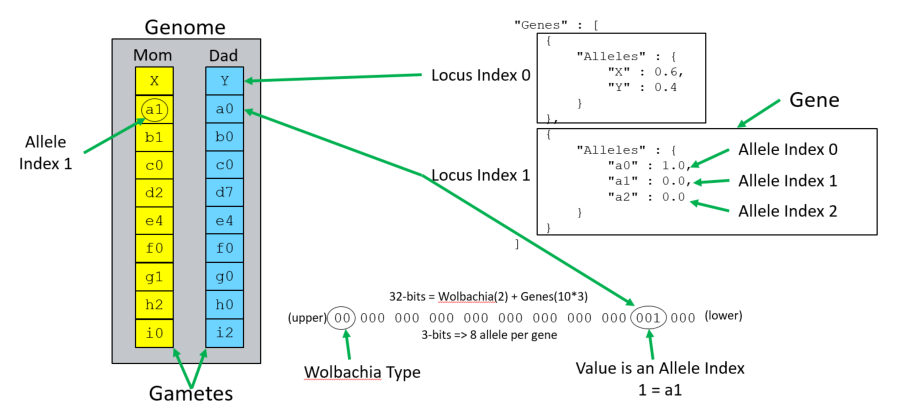 Genome
Mom Dad
X Y
a1 a0
b1 b0
c0 c0
d2 d7
e4 e4
f0 f0
g1 g0
h2 h0
i0 i2
Allele
Index 1
Gametes
"Genes" : [
{
"Alleles" : {
"X" : 0.6,
"Y" : 0.4
}
},
{
"Alleles" : {
"a0" : 1.0,
"a1" : 0.0,
"a2" : 0.0
}
}
]
Locus Index 0
Locus Index 1
Gene
Allele Index 0
Allele Index 1
Allele Index 2
32-bits = Wolbachia(2) + Genes(10*3)
(upper) 00 000 000 000 000 000 000 000 000 001 000 (lower)
3-bits => 8 allele per gene
Wolbachia Type
Value is an Allele Index
1 = a1